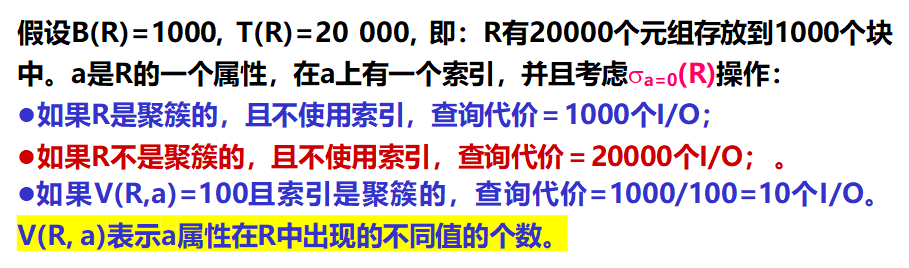 假设B(R)=1000, T(R)=20 000, 即：R有20000个元组存放到1000个块
中。a是R的一个属性，在a上有一个索引，并且考虑σa=0(R)操作：
●如果R是聚簇的，且不使用索引，查询代价＝1000个I/O；
●如果R不是聚簇的，且不使用索引，查询代价＝20000个I/O；。
●如果V(R,a)=100且索引是聚簇的，查询代价=1000/100=10个I/O。
V(R, a)表示a属性在R中出现的不同值的个数。